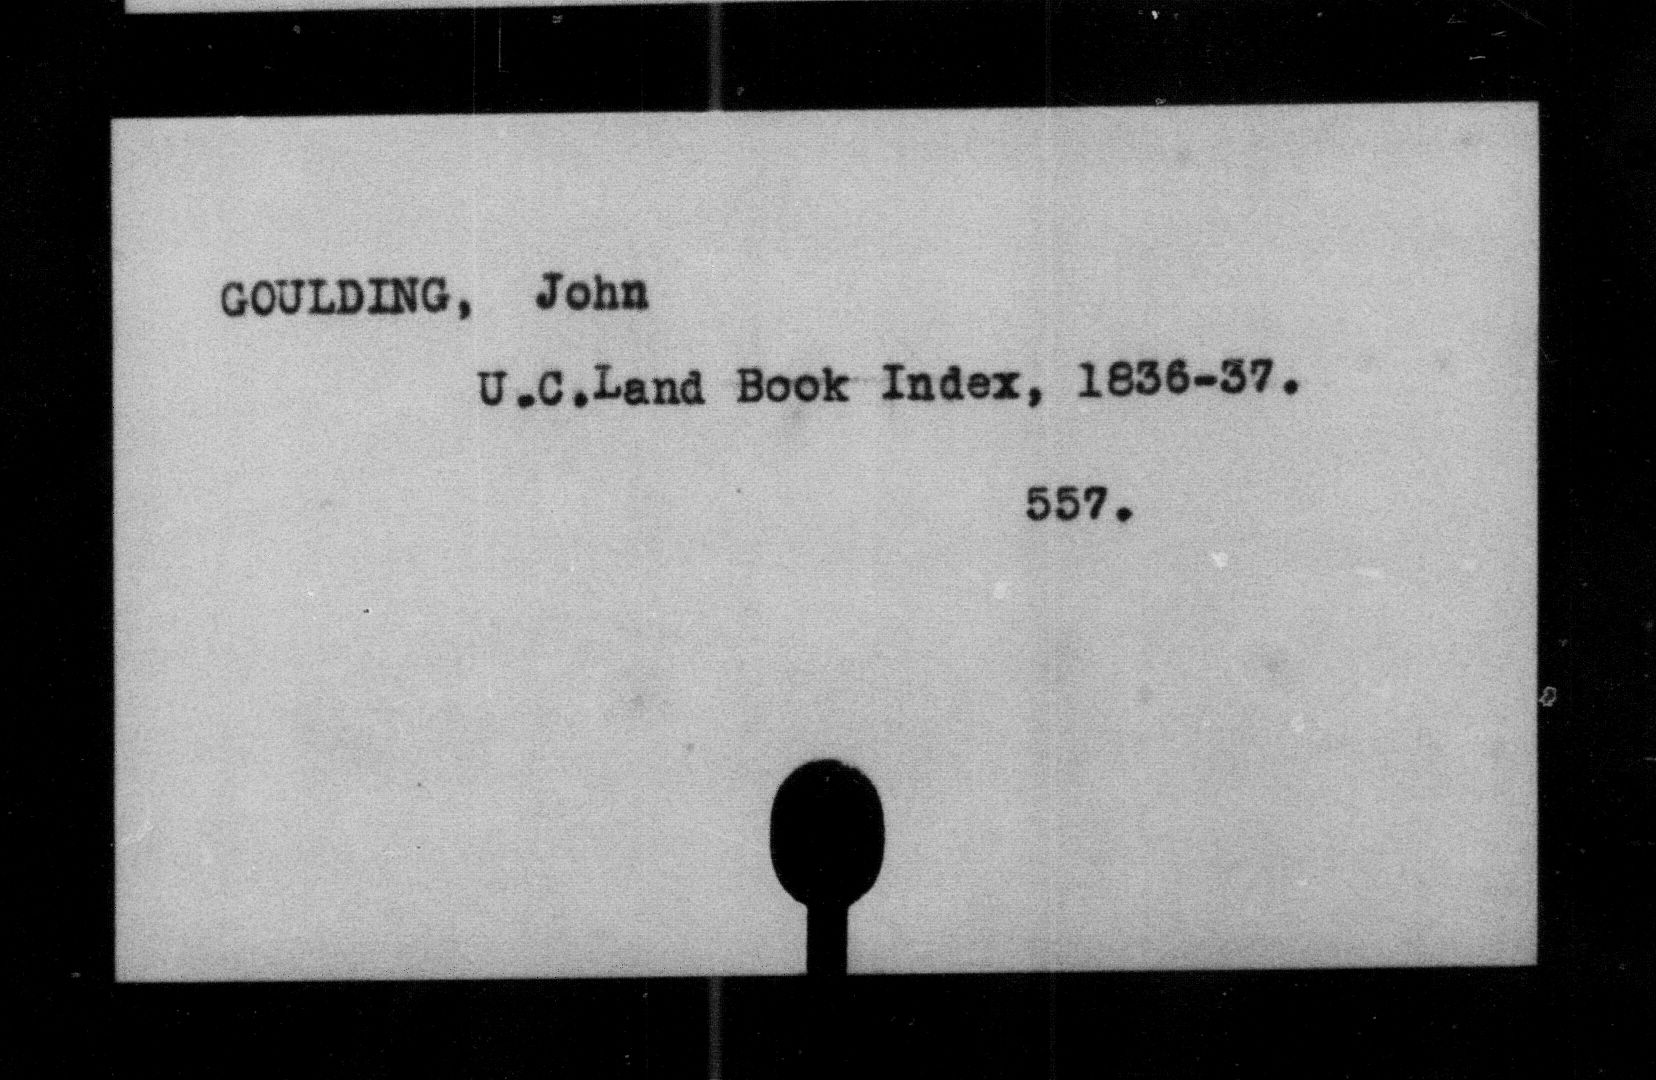 GOULDING, John
U.C.Land Book Index, 1836-37.
557.